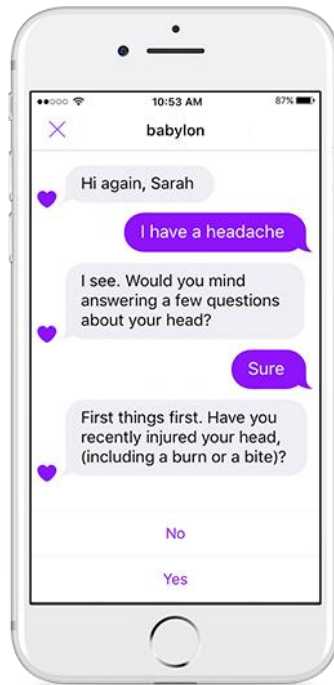 10:53 AM
87%
babylon
Hi again, Sarah
I have a headache
I see. Would you mind
answering a few questions
about your head?
Sure
First things first. Have you
recently injured your head,
(including a burn or a bite)?
No
Yes